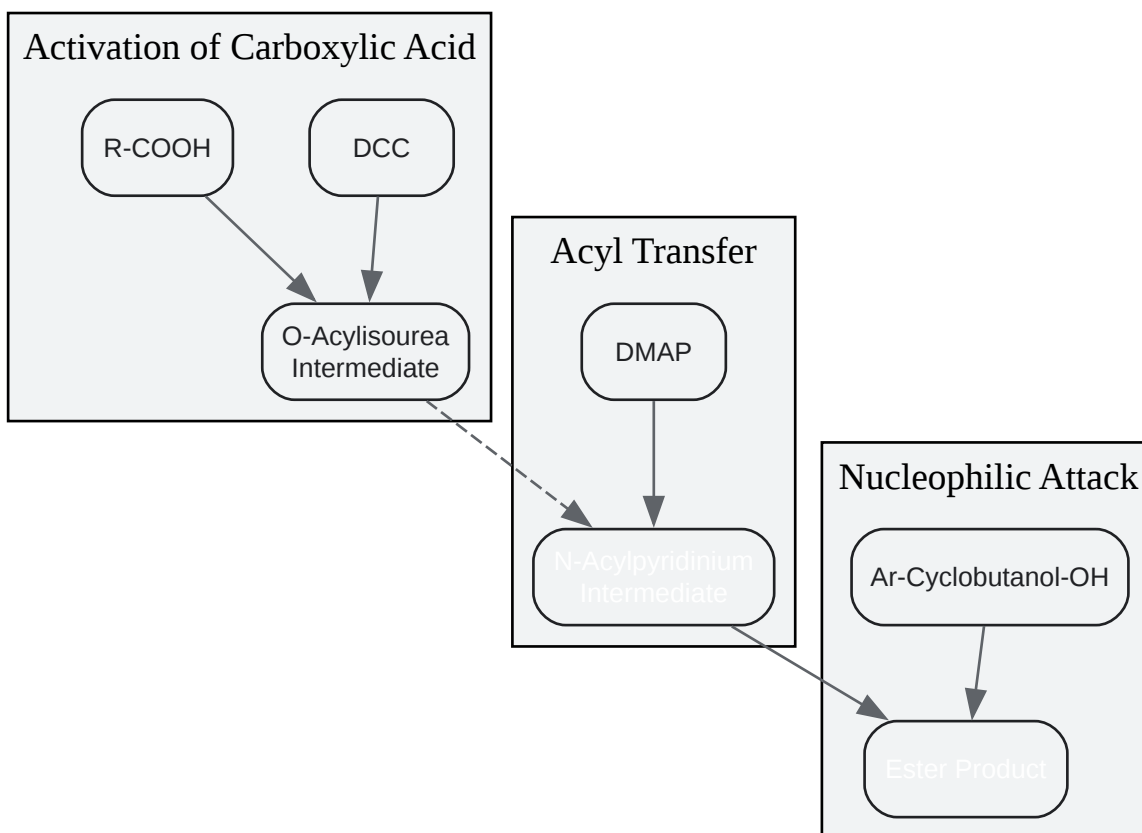 Activation of Carboxylic Acid
R-COOH
DCC
O-Acylisourea
Intermediate
Acyl Transfer
DMAP
N-Acylpyridinium
Intermediate
Nucleophilic Attack
Ar-Cyclobutanol-OH
Ester Product